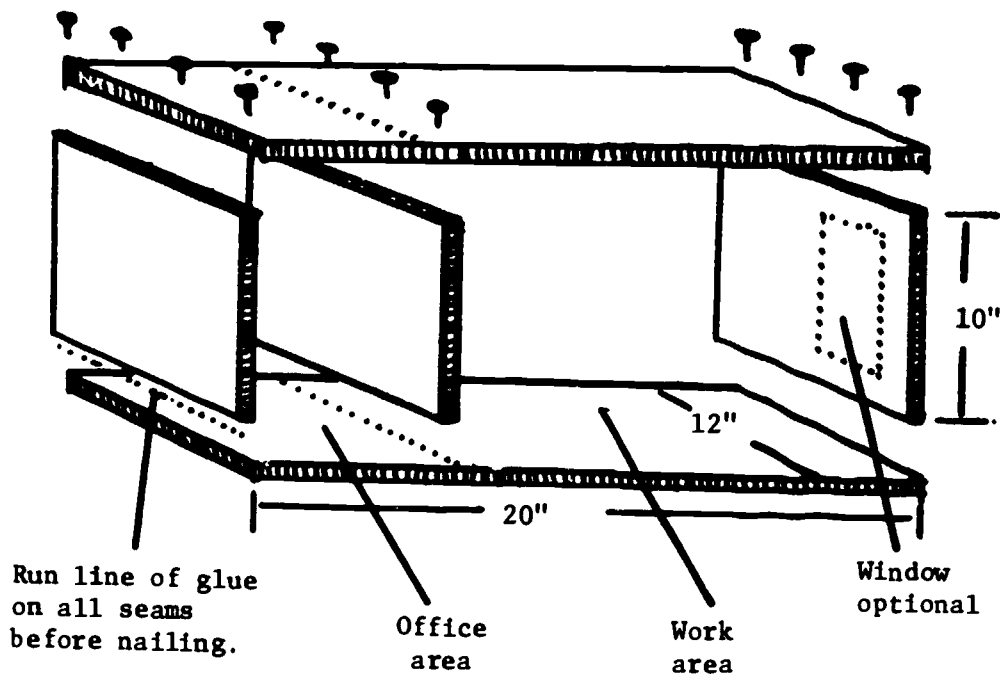 10"
12"
20"
Run line of glue
on all seams
before nailing.
Office
area
Work
area
Window
optional